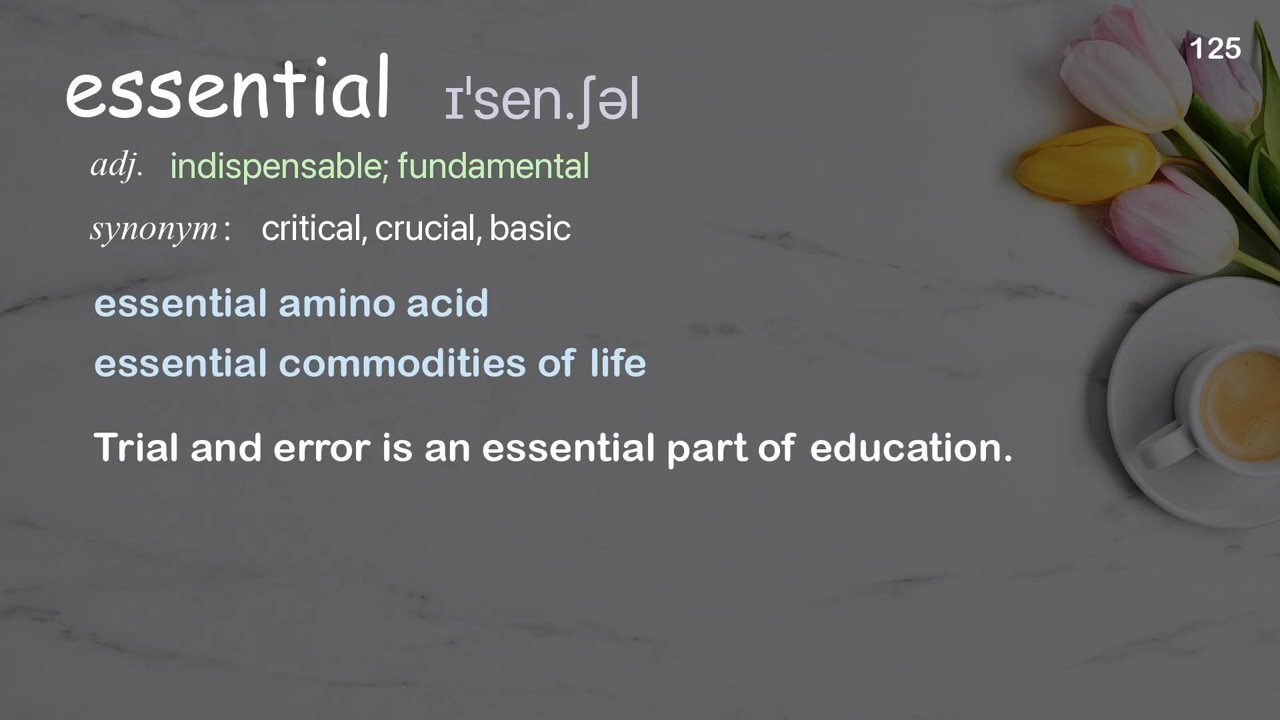 125
essential ɪˈsen.ʃəl
adj. indispensable; fundamental
synonym: critical, crucial, basic
essential amino acid
essential commodities of life
Trial and error is an essential part of education.